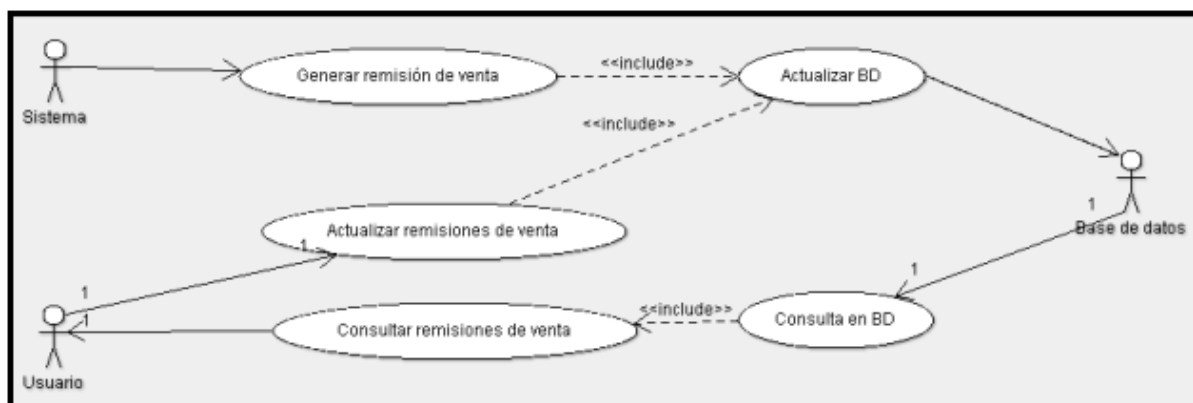 Generar remisión de venta
<<include>>
Actualizar BD
Sistema
<<include>>
1
Base de datos
Actualizar remisiones de venta
1
1
1
<<include>>
1
Consultar remisiones de venta
Consulta en BD
Usuario